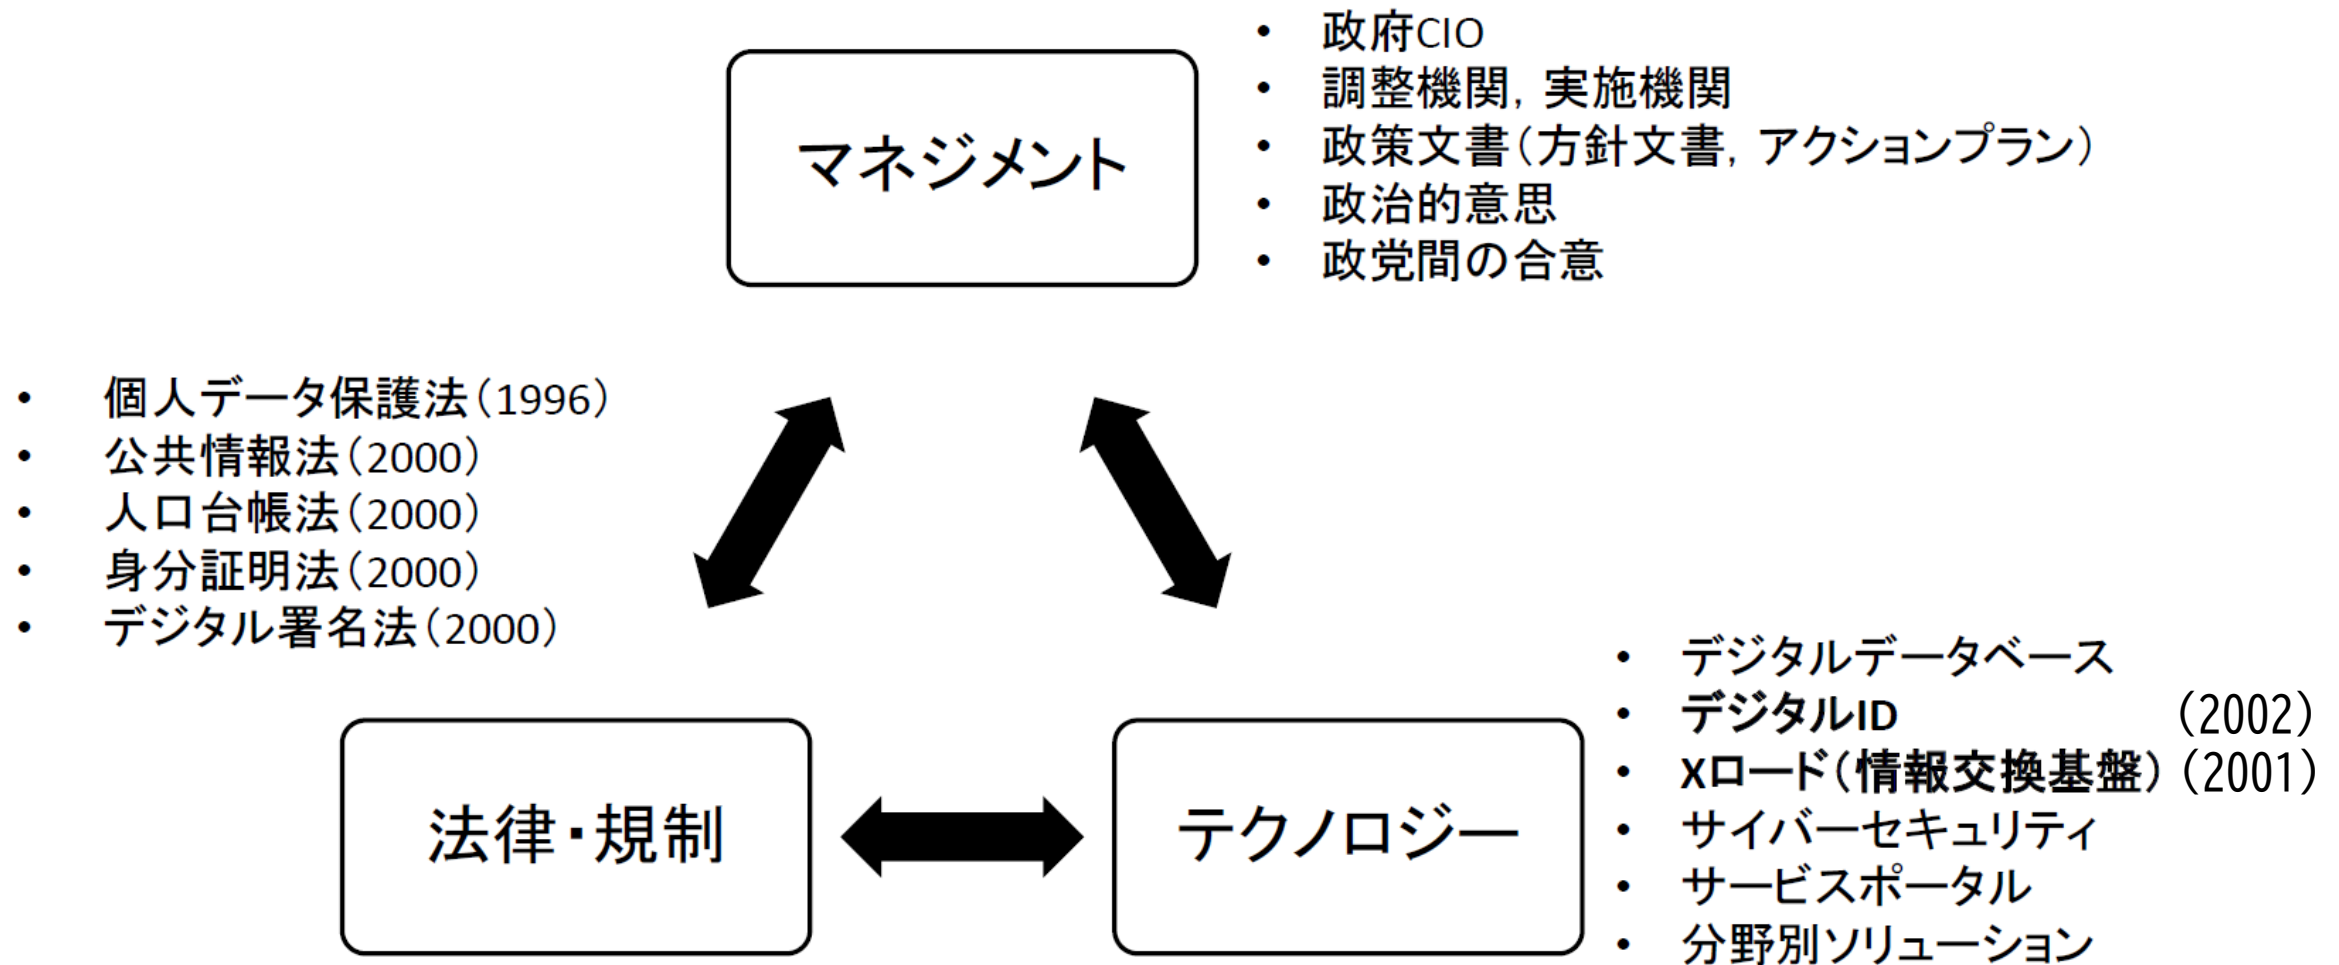 マネジメント
• 政府CIO
• 調整機関，実施機関
• 政策文書（方針文書，アクションプラン）
• 政治的意思
• 政党間の合意
• 個人データ保護法（1996）
• 公共情報法（2000）
• 人口台帳法（2000）
• 身分証明法（2000）
• デジタル署名法（2000）
法律・規制
テクノロジー
• デジタルデータベース
• デジタルID （2002）
• Xロード（情報交換基盤）（2001）
• サイバーセキュリティ
• サービスポータル
• 分野別ソリューション